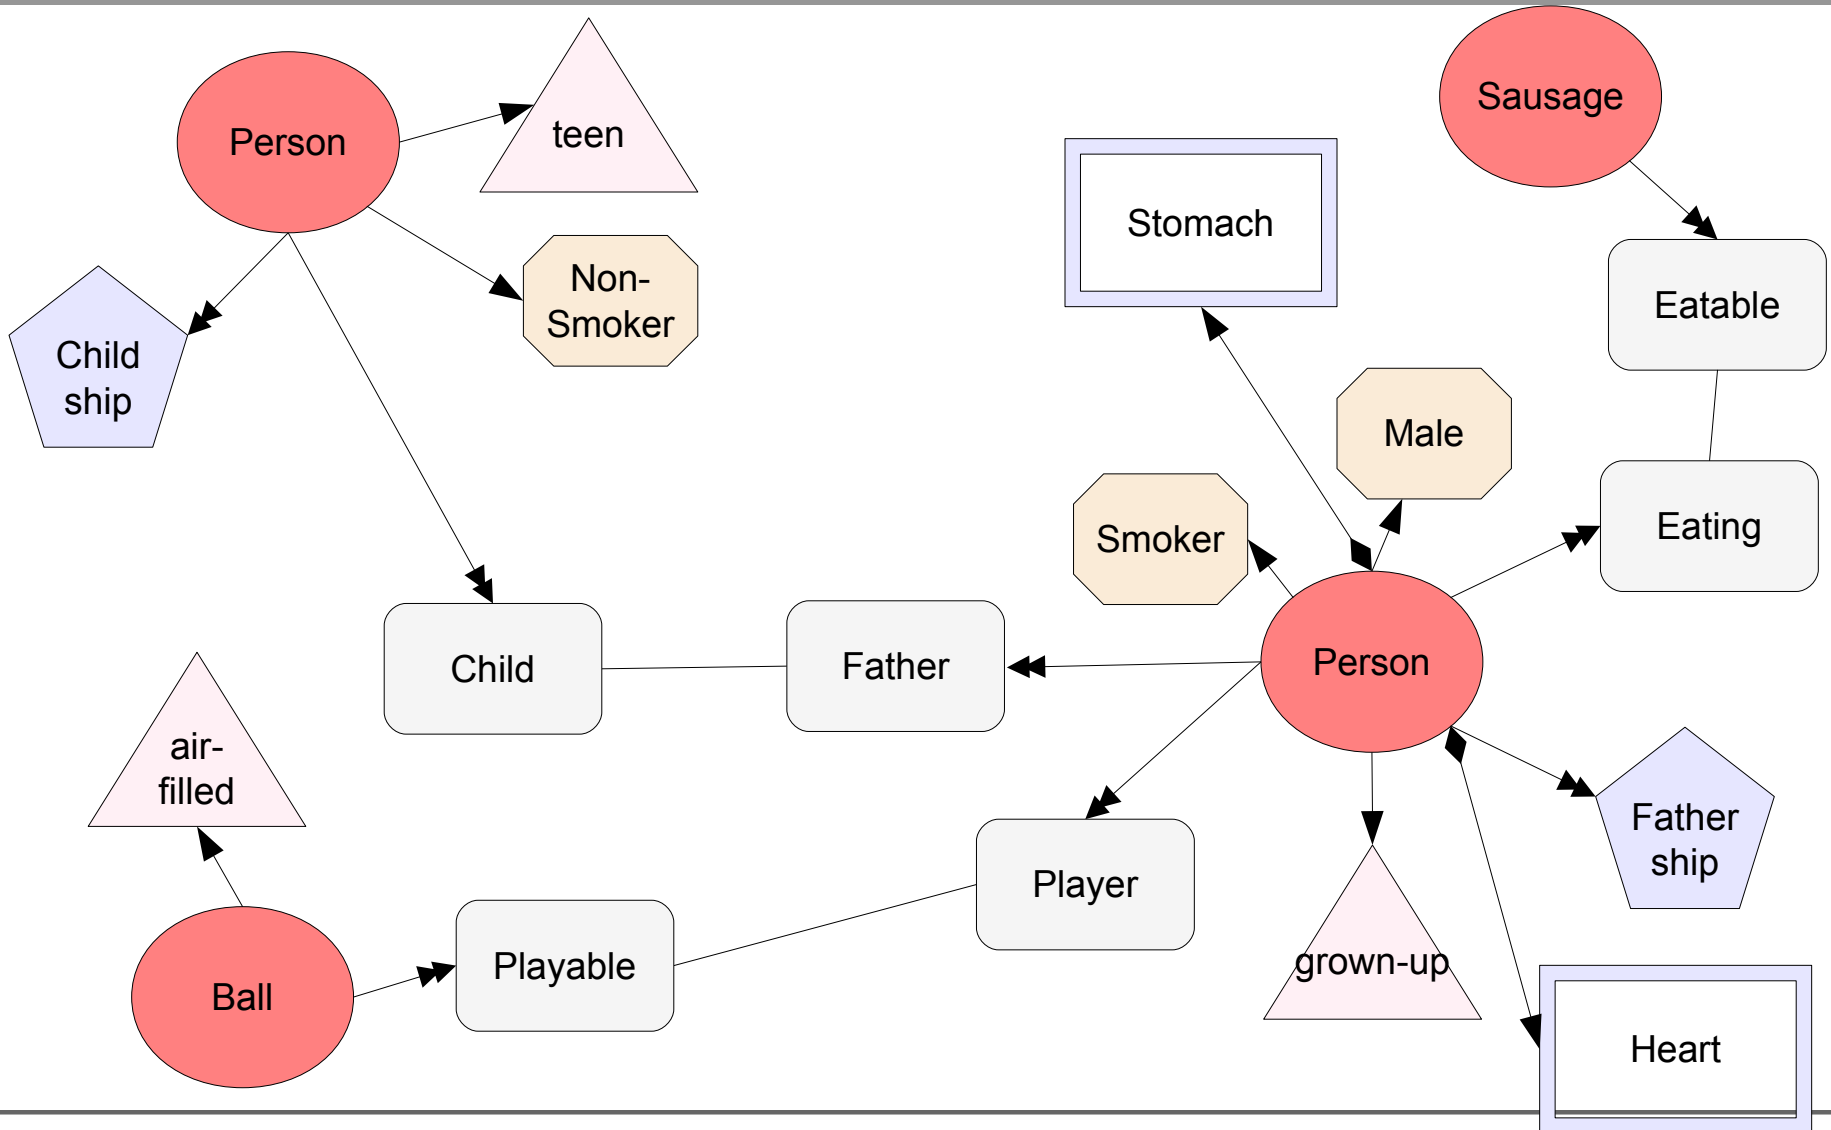 Sausage
Person
teen
Stomach
Non-
Smoker
Eatable
Child
ship
Male
Smoker
Eating
Child
Father
Person
air-
filled
Father
ship
Player
Playable
grown-up
Ball
Heart